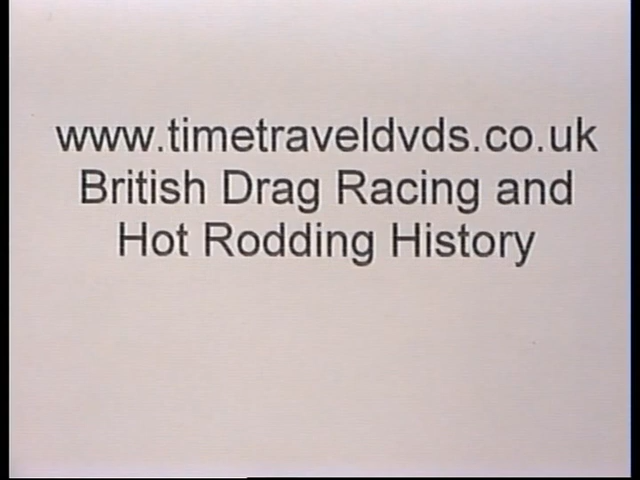 www.timetraveldvds.co.uk
British Drag Racing and
Hot Rodding History